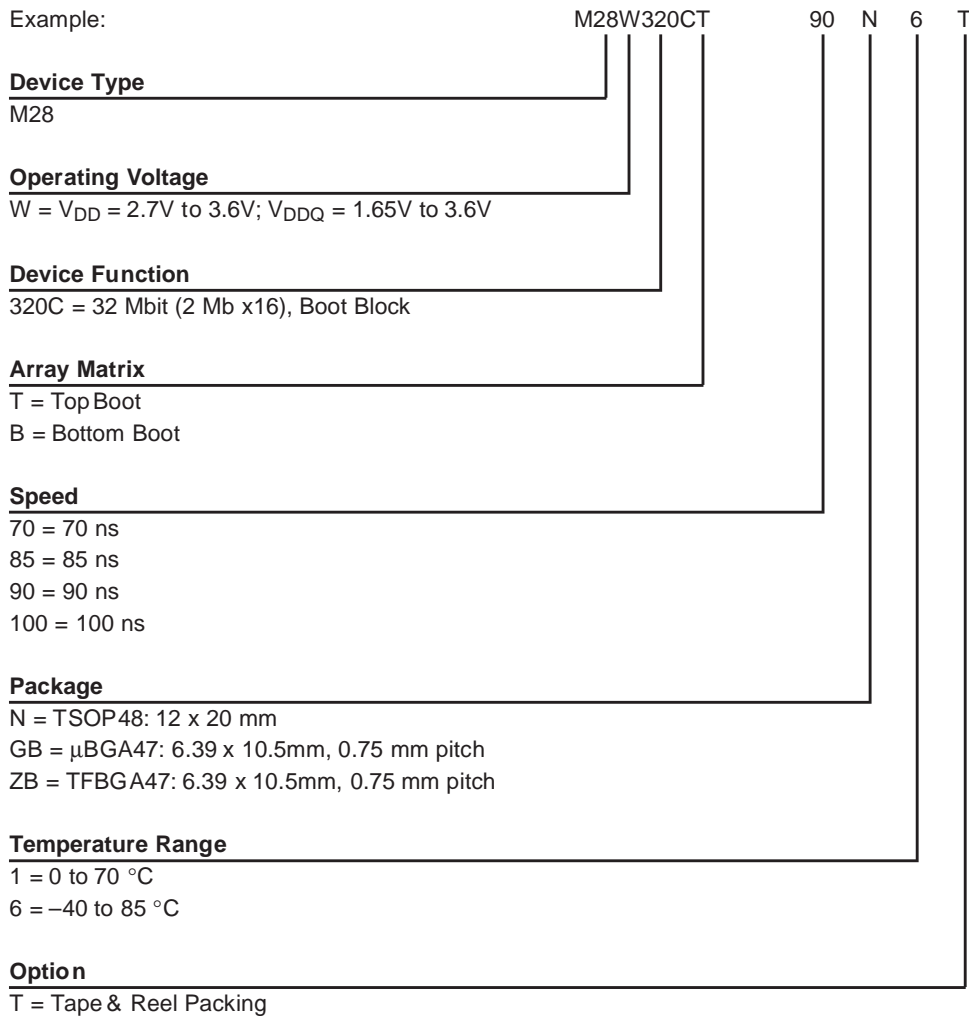 Example: M28W320CT 90 N 6 T
Device Type
M28
Operating Voltage
W = VDD = 2.7V to 3.6V; VDDQ = 1.65V to 3.6V
Device Function
320C = 32 Mbit (2 Mb x16), Boot Block
Array Matrix
T = Top Boot
B = Bottom Boot
Speed
70 = 70 ns
85 = 85 ns
90 = 90 ns
100 = 100 ns
Package
N = TSOP48: 12 x 20 mm
GB = µBGA47: 6.39 x 10.5mm, 0.75 mm pitch
ZB = TFBGA47: 6.39 x 10.5mm, 0.75 mm pitch
Temperature Range
1 = 0 to 70 °C
6 = –40 to 85 °C
Option
T = Tape & Reel Packing